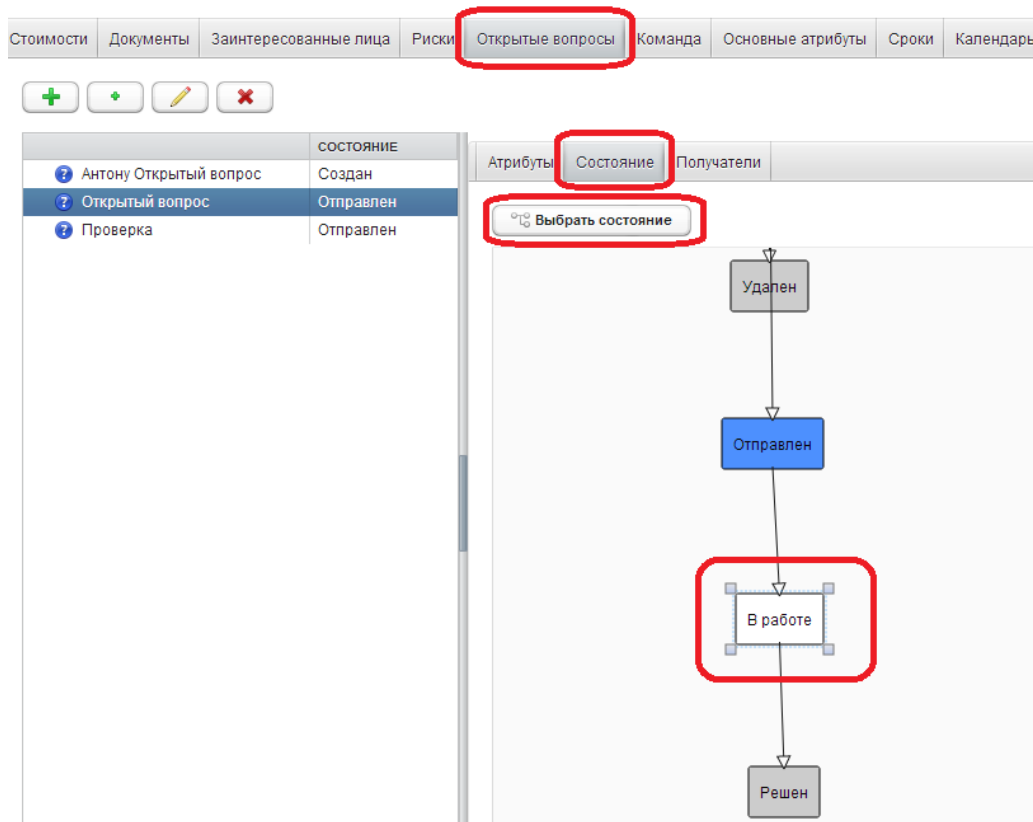 Стоимости Документы Заинтересованные лица Риски Открытые вопросы Команда Основные атрибуты Сроки Календарь
СОСТОЯНИЕ
Антону Открытый вопрос Создан
Открытый вопрос Отправлен
Проверка Отправлен
Атрибуты Состояние Получатели
Выбрать состояние
Удален
Отправлен
В работе
Решен